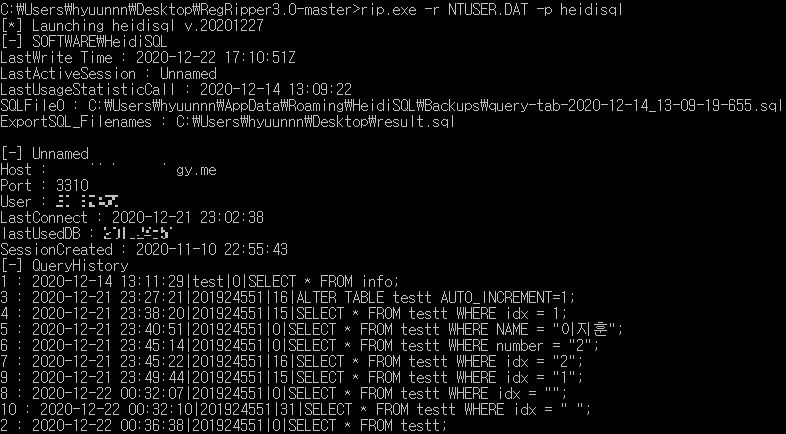 C:₩Users₩hyuunnn₩Desktop₩RegRipper3.0-master>rip.exe -r NTUSER.DAT -p heidisql
[*] Launching heidisql v.20201227
[-] SOFTWARE₩HeidiSQL
LastWrite Time : 2020-12-22 17:10:51Z
LastActiveSession : Unnamed
LastUsageStatisticCall : 2020-12-14 13:09:22
SQLFile0 : C:₩Users₩hyuunnn₩AppData₩Roaming₩HeidiSQL₩Backups₩query-tab-2020-12-14_13-09-19-655.sql
ExportSQL_Filenames : C:₩Users₩hyuunnn₩Desktop₩result.sql
[-] Unnamed
Host : gy.me
Port : 3310
User :
LastConnect : 2020-12-21 23:02:38
lastUsedDB :
SessionCreated : 2020-11-10 22:55:43
[-] QueryHistory
1 : 2020-12-14 13:11:29|test|0|SELECT * FROM info;
3 : 2020-12-21 23:27:21|201924551|16|ALTER TABLE testt AUTO_INCREMENT=1;
4 : 2020-12-21 23:38:20|201924551|15|SELECT * FROM testt WHERE idx = 1;
5 : 2020-12-21 23:40:51|201924551|0|SELECT * FROM testt WHERE NAME = "이지훈";
6 : 2020-12-21 23:45:14|201924551|0|SELECT * FROM testt WHERE number = "2";
7 : 2020-12-21 23:45:22|201924551|16|SELECT * FROM testt WHERE idx = "2";
9 : 2020-12-21 23:49:44|201924551|15|SELECT * FROM testt WHERE idx = "1";
8 : 2020-12-22 00:32:07|201924551|0|SELECT * FROM testt WHERE idx = "";
10 : 2020-12-22 00:32:10|201924551|31|SELECT * FROM testt WHERE idx = " ";
2 : 2020-12-22 00:36:38|201924551|0|SELECT * FROM testt;